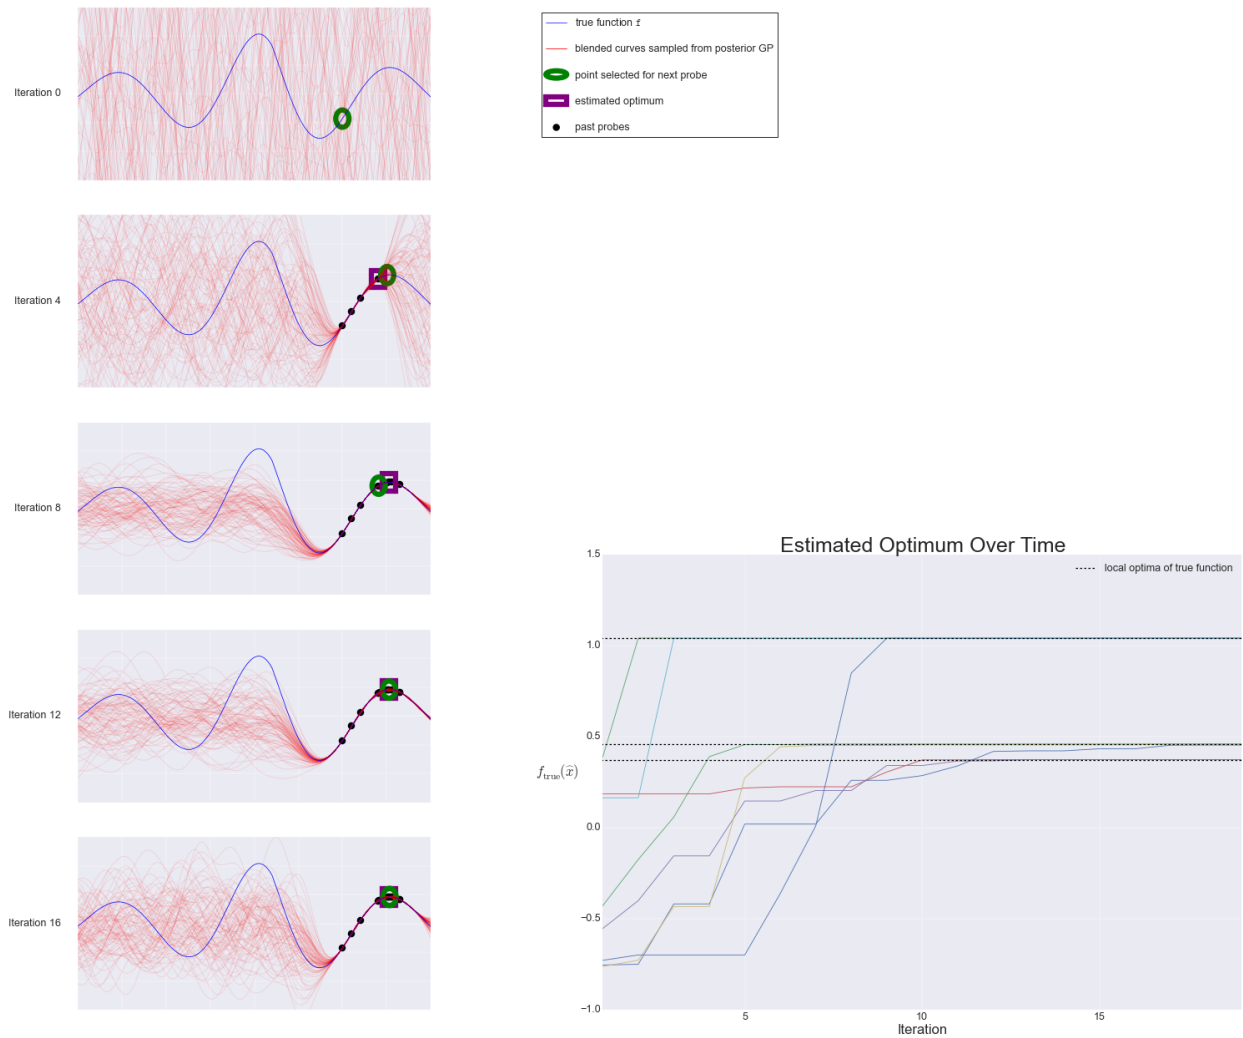 true function f
blended curves sampled from posterior GP
point selected for next probe
estimated optimum
past probes
Iteration 0
Iteration 4
Iteration 8
Iteration 12
Iteration 16
Estimated Optimum Over Time
local optima of true function
1.5
1.0
0.5
0.0
−0.5
−1.0
f_true(x̂)
5
10
15
Iteration